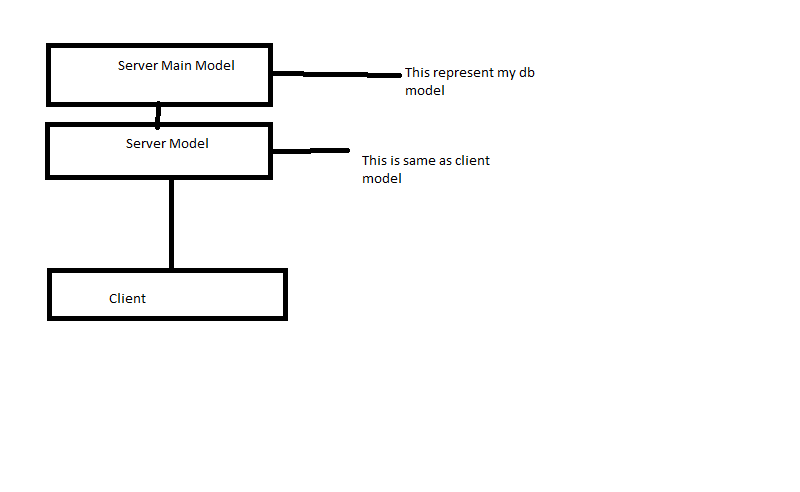 Server Main Model
This represent my db
model
Server Model
This is same as client
model
Client